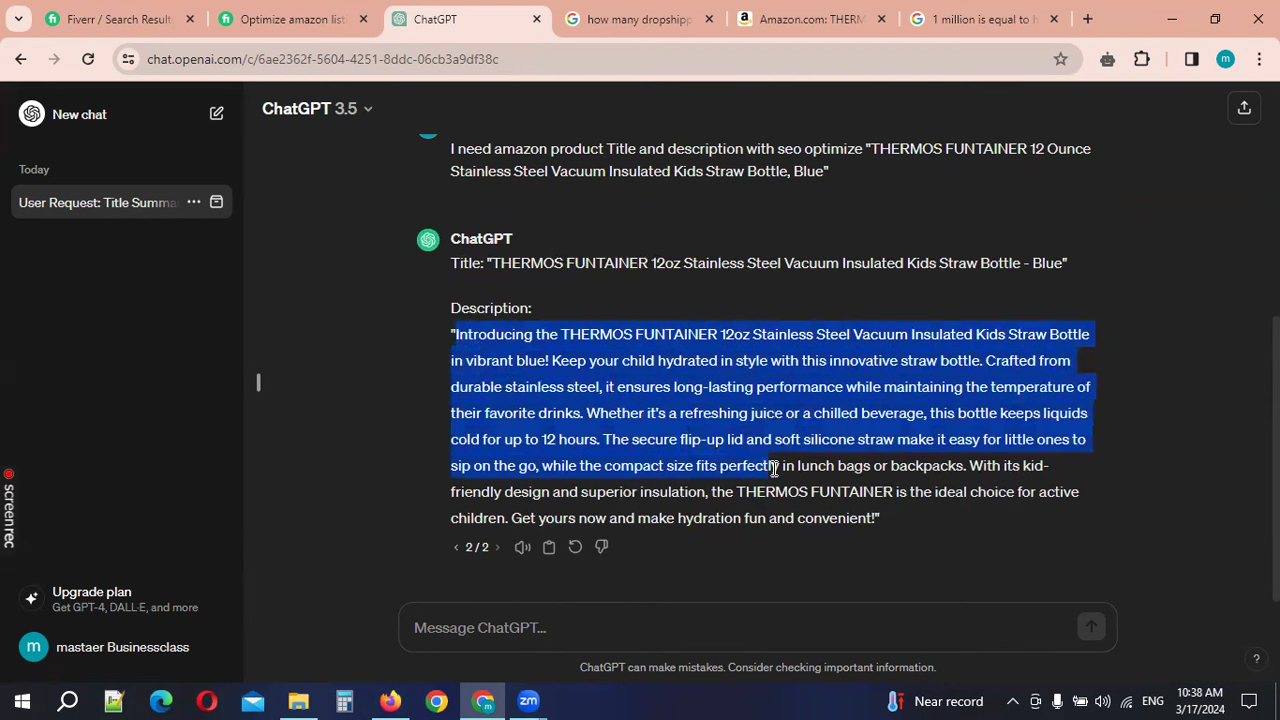 Fiverr / Search Result
Optimize amazon list
ChatGPT
how many dropshipp
Amazon.com: THERM
1 million is equal to h
chat.openai.com/c/6ae2362f-5604-4251-8ddc-06cb3a9df38c
m
New chat
ChatGPT 3.5
Today
User Request: Title Summa
I need amazon product Title and description with seo optimize "THERMOS FUNTAINER 12 Ounce
Stainless Steel Vacuum Insulated Kids Straw Bottle, Blue"
ChatGPT
Title: "THERMOS FUNTAINER 12oz Stainless Steel Vacuum Insulated Kids Straw Bottle - Blue"
Description:
"Introducing the THERMOS FUNTAINER 12oz Stainless Steel Vacuum Insulated Kids Straw Bottle
in vibrant blue! Keep your child hydrated in style with this innovative straw bottle. Crafted from
durable stainless steel, it ensures long-lasting performance while maintaining the temperature of
their favorite drinks. Whether it's a refreshing juice or a chilled beverage, this bottle keeps liquids
cold for up to 12 hours. The secure flip-up lid and soft silicone straw make it easy for little ones to
sip on the go, while the compact size fits perfectly in lunch bags or backpacks. With its kid-
friendly design and superior insulation, the THERMOS FUNTAINER is the ideal choice for active
children. Get yours now and make hydration fun and convenient!"
2 / 2
screen rec
Upgrade plan
Get GPT-4, DALL·E, and more
m
mastaer Businessclass
Message ChatGPT...
ChatGPT can make mistakes. Consider checking important information.
?
zm
Near record
ENG
10:38 AM
3/17/2024